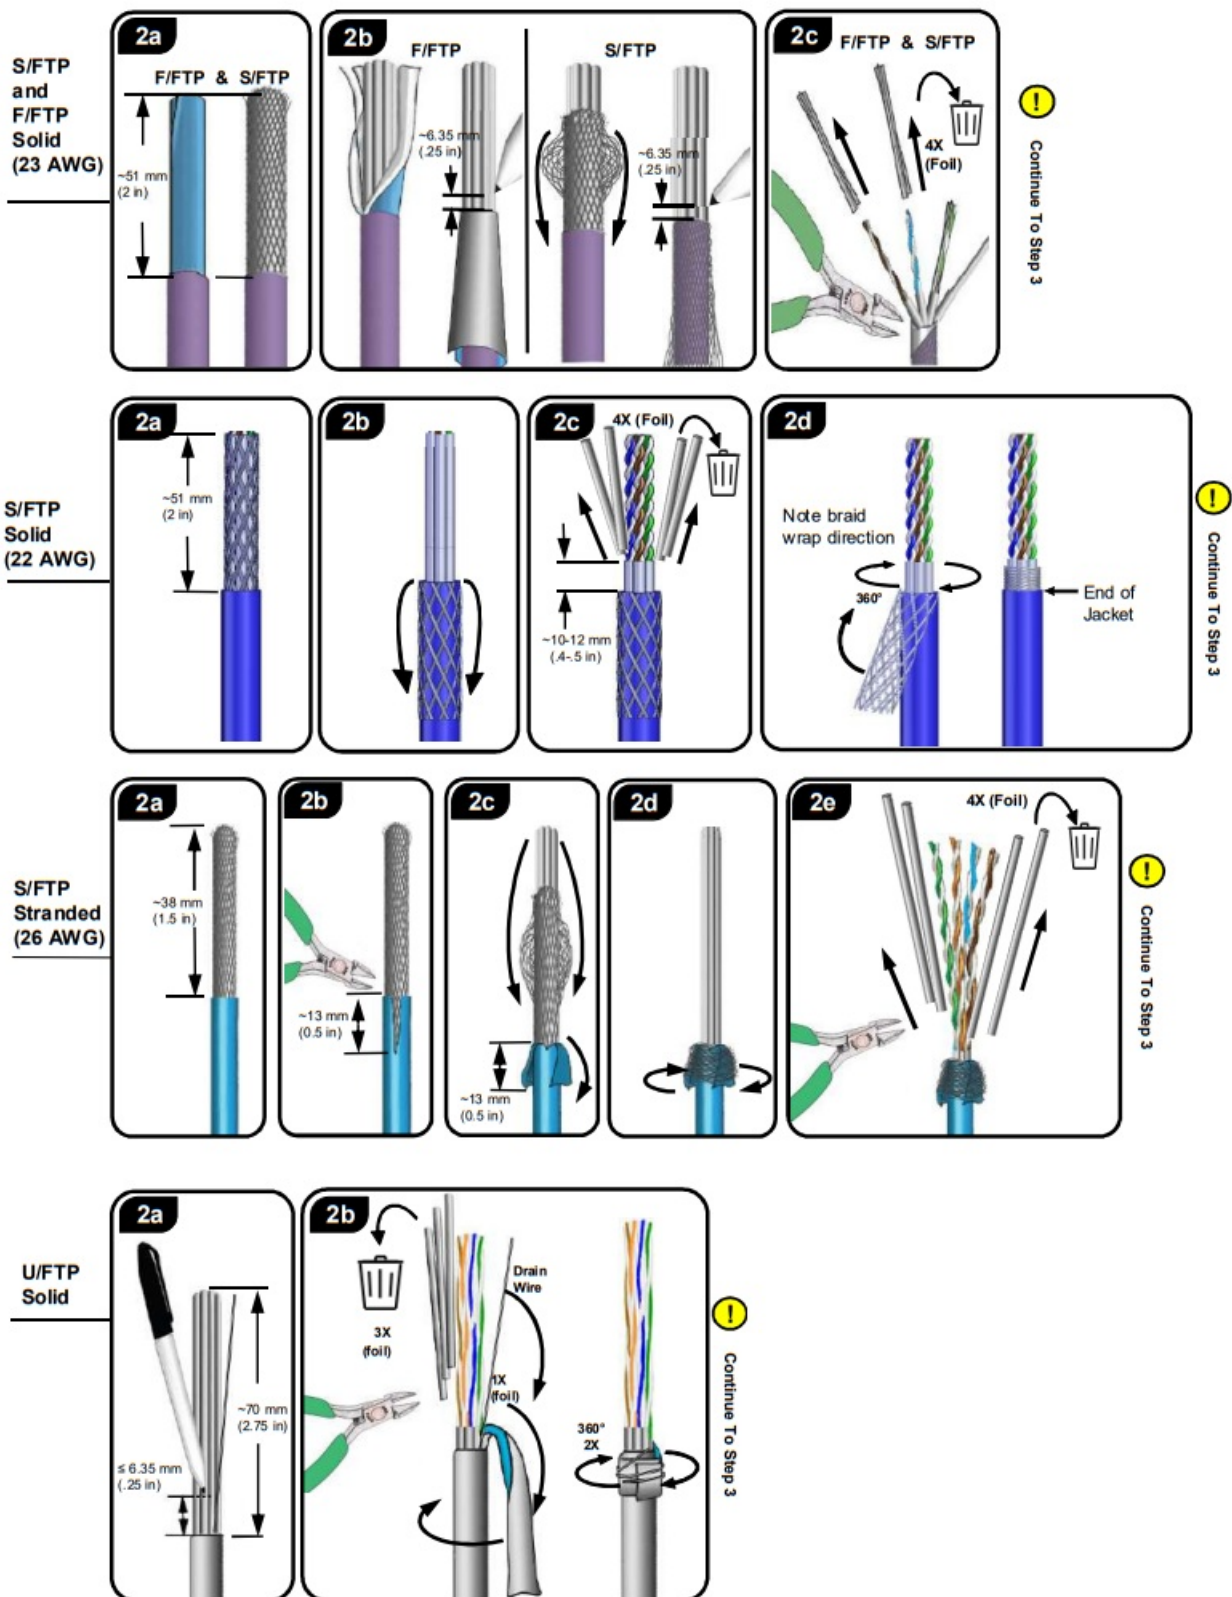 S/FTP
and
F/FTP
Solid
(23 AWG)
2a
F/FTP & S/FTP
~51 mm
(2 in)
2b
F/FTP
~6.35 mm
(.25 in)
S/FTP
~6.35 mm
(.25 in)
2c
F/FTP & S/FTP
4X
(Foil)
!
Continue To Step 3
S/FTP
Solid
(22 AWG)
2a
~51 mm
(2 in)
2b
2c
4X (Foil)
~10-12 mm
(.4-.5 in)
2d
Note braid
wrap direction
360°
End of
Jacket
!
Continue To Step 3
S/FTP
Stranded
(26 AWG)
2a
~38 mm
(1.5 in)
2b
~13 mm
(0.5 in)
2c
~13 mm
(0.5 in)
2d
2e
4X (Foil)
!
Continue To Step 3
U/FTP
Solid
2a
~70 mm
(2.75 in)
≤ 6.35 mm
(.25 in)
2b
3X
(foil)
Drain
Wire
1X
(foil)
360°
2X
!
Continue To Step 3